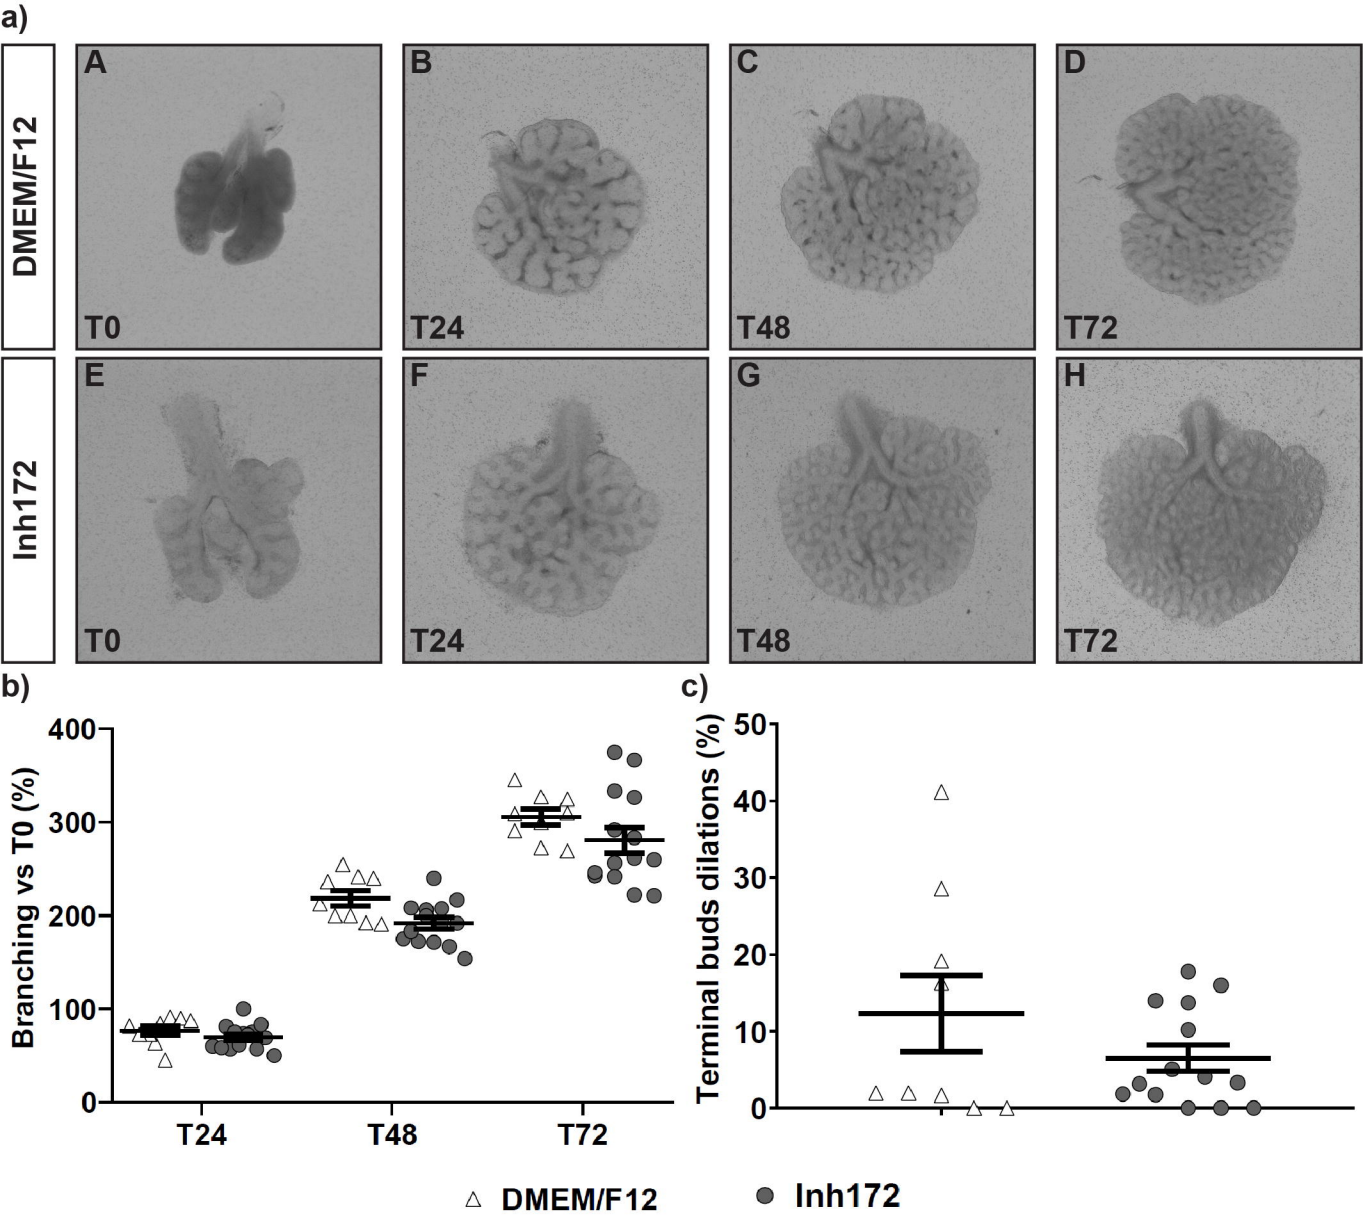 a)
DMEM/F12
A
B
C
D
T0
T24
T48
T72
Inh172
E
F
G
H
T0
T24
T48
T72
b)
Branching vs T0 (%)
400
300
200
100
0
T24
T48
T72
c)
Terminal buds dilations (%)
50
40
30
20
10
0
DMEM/F12
Inh172